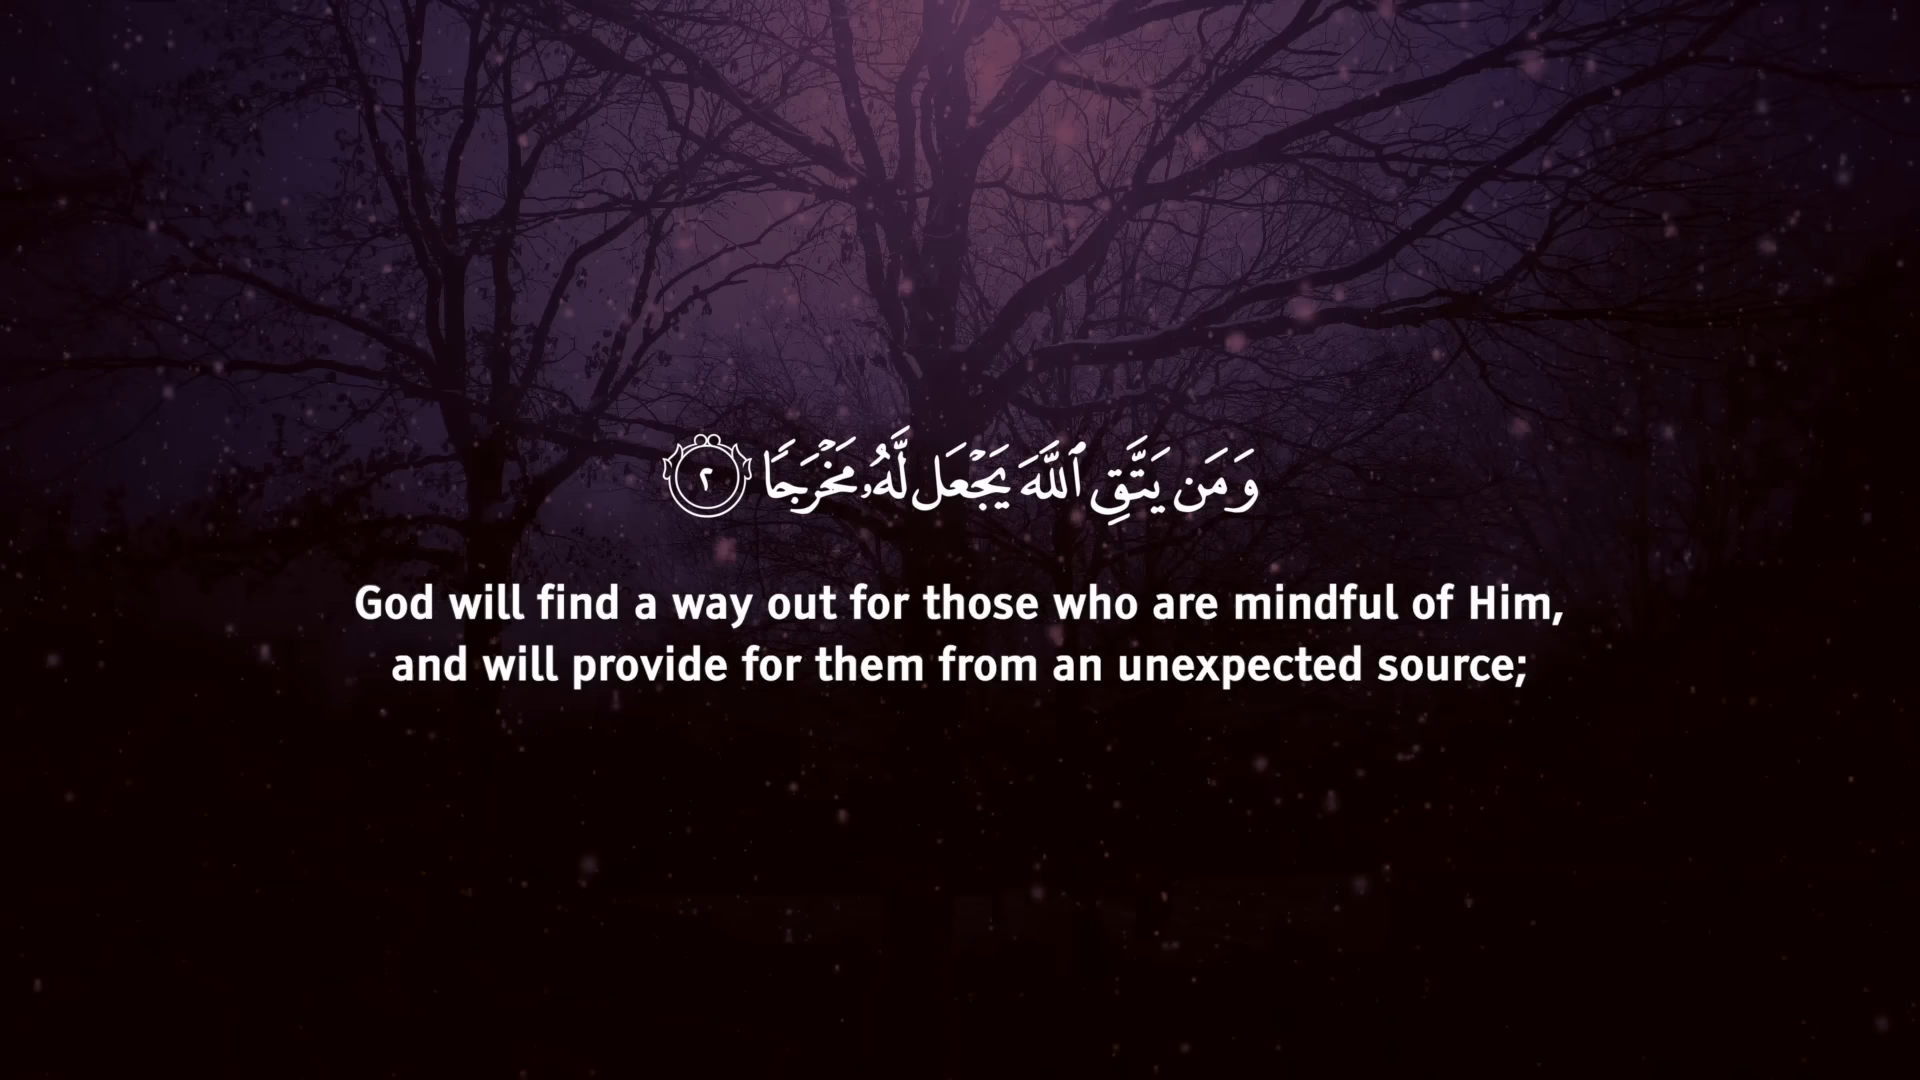 وَمَن يَتَّقِ ٱللَّهَ يَجْعَل لَّهُۥ مَخْرَجًا ٢
God will find a way out for those who are mindful of Him,
and will provide for them from an unexpected source;